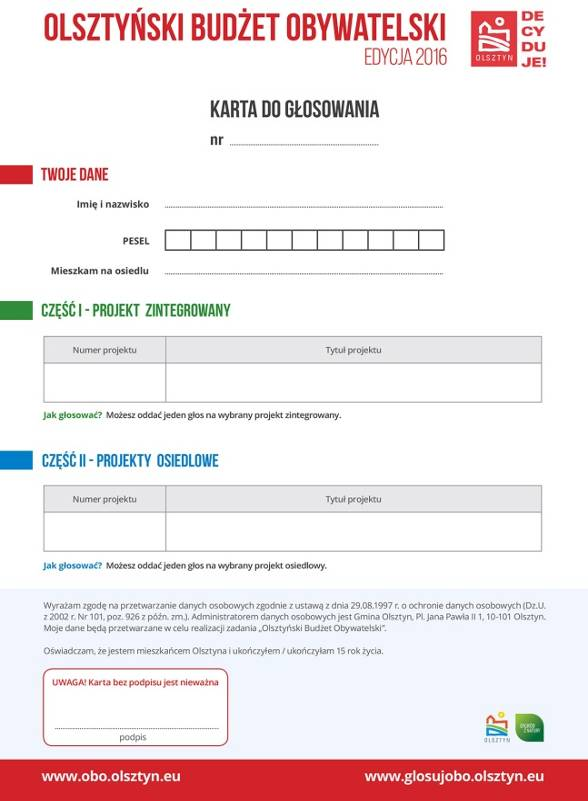 OLSZTYŃSKI BUDŻET OBYWATELSKI
EDYCJA 2016
OLSZTYN
DE
CY
DU
JE!
KARTA DO GŁOSOWANIA
nr
TWOJE DANE
Imię i nazwisko
PESEL
Mieszkam na osiedlu
CZĘŚĆ I - PROJEKT ZINTEGROWANY
Numer projektu Tytuł projektu
Jak głosować? Możesz oddać jeden głos na wybrany projekt zintegrowany.
CZĘŚĆ II - PROJEKTY OSIEDLOWE
Numer projektu Tytuł projektu
Jak głosować? Możesz oddać jeden głos na wybrany projekt osiedlowy.
Wyrażam zgodę na przetwarzanie danych osobowych zgodnie z ustawą z dnia 29.08.1997 r. o ochronie danych osobowych (Dz.U.
z 2002 r. Nr 101, poz. 926 z późn. zm.). Administratorem danych osobowych jest Gmina Olsztyn, Pl. Jana Pawła II 1, 10-101 Olsztyn.
Moje dane będą przetwarzane w celu realizacji zadania „Olsztyński Budżet Obywatelski”.
Oświadczam, że jestem mieszkańcem Olsztyna i ukończyłem / ukończyłam 15 rok życia.
UWAGA! Karta bez podpisu jest nieważna
podpis
OLSZTYN
OGRÓD
Z NATURY
www.obo.olsztyn.eu www.glosujobo.olsztyn.eu